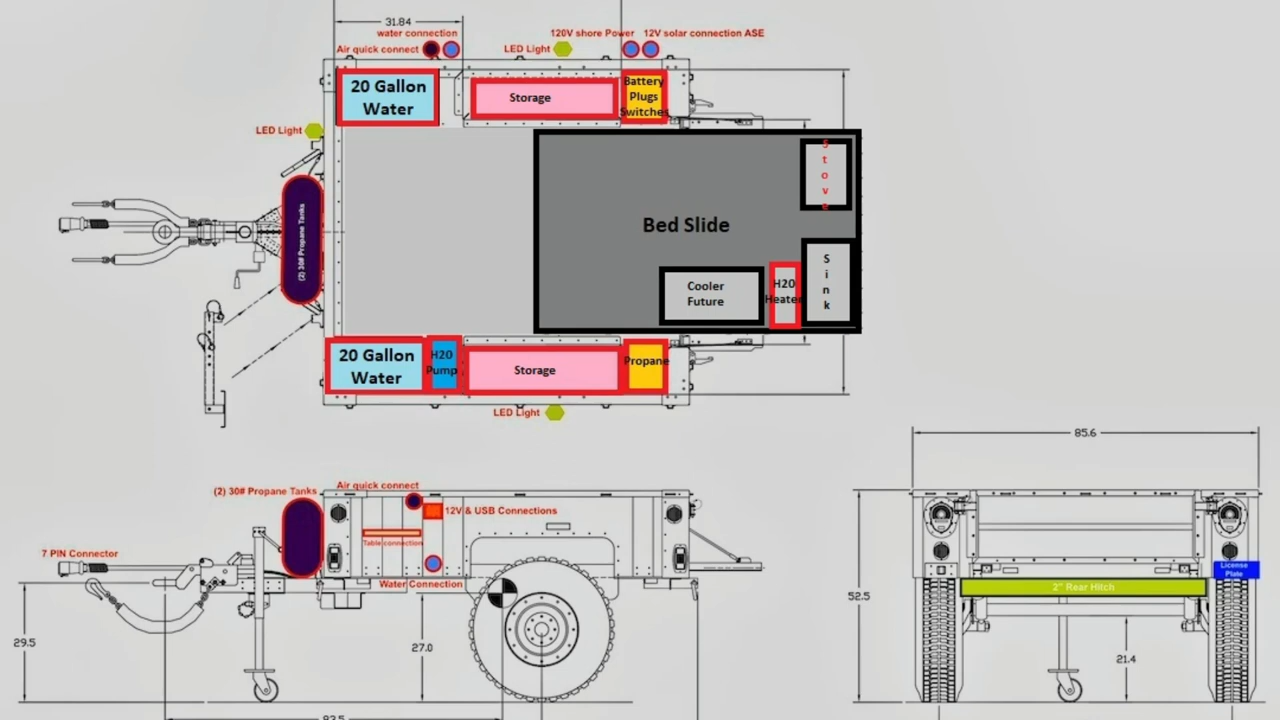 31.84
water connection
120V shore Power
12V solar connection ASE
Air quick connect
LED Light
20 Gallon
Water
Storage
Battery
Plugs
Switches
LED Light
Stove
(2) 30# Propane Tanks
Bed Slide
Sink
Cooler
Future
H20
Heater
20 Gallon
Water
H20
Pump
Storage
Propane
LED Light
85.6
(2) 30# Propane Tanks
Air quick connect
12V & USB Connections
Table connection
7 PIN Connector
Water Connection
License
Plate
2" Rear Hitch
52.5
29.5
27.0
21.4
83.5